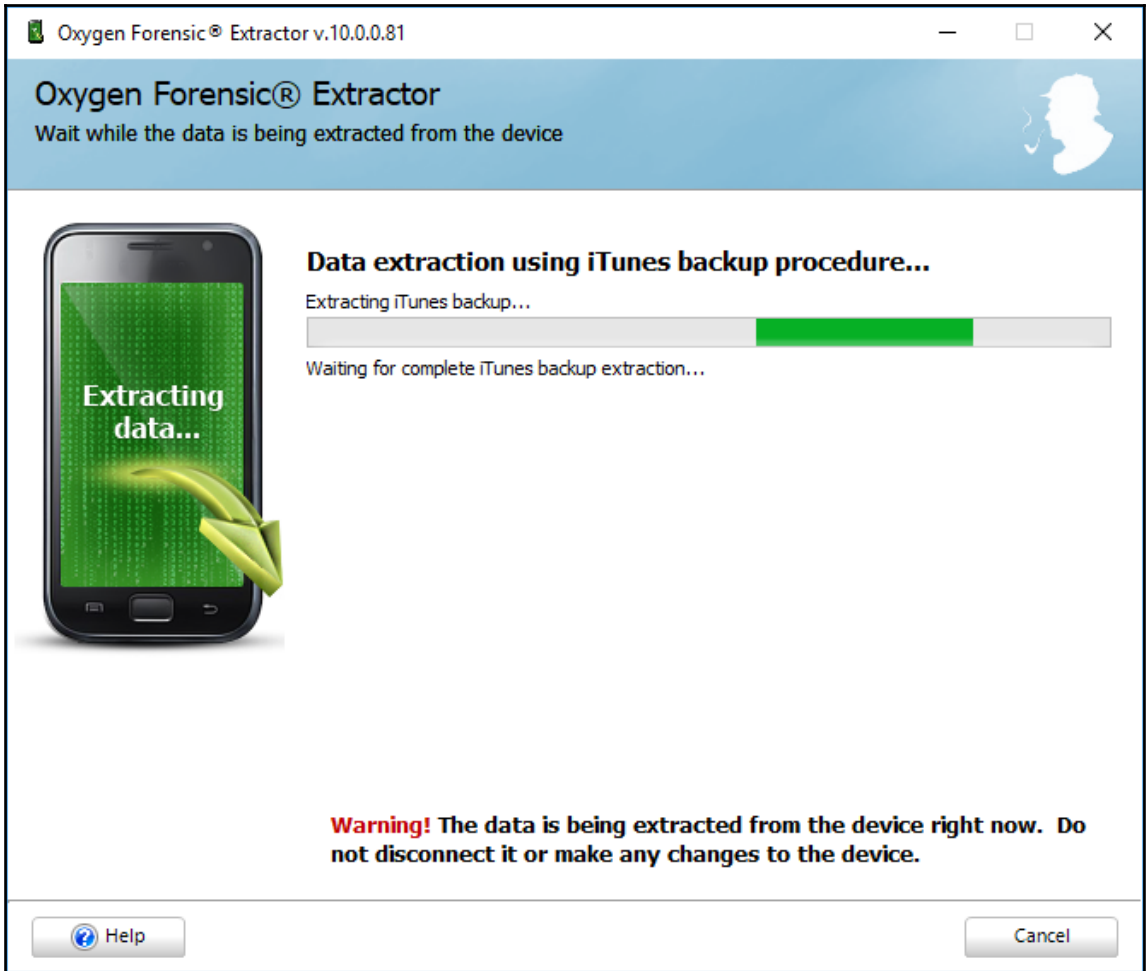 Oxygen Forensic® Extractor v.10.0.0.81
Oxygen Forensic® Extractor
Wait while the data is being extracted from the device
Data extraction using iTunes backup procedure...
Extracting iTunes backup...
Waiting for complete iTunes backup extraction...
Extracting
data...
Warning! The data is being extracted from the device right now. Do
not disconnect it or make any changes to the device.
Help
Cancel